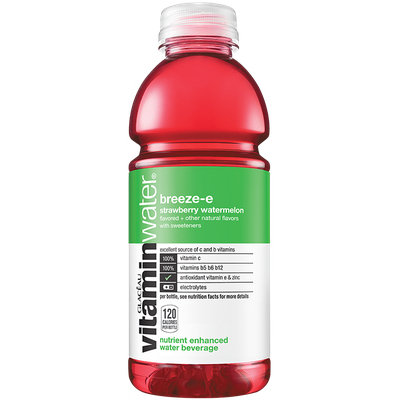 GLACÉAU
vitaminwater®
breeze-e
strawberry watermelon
flavored + other natural flavors
with sweeteners
excellent source of c and b vitamins
100% vitamin c
100% vitamins b5 b6 b12
✓ antioxidant vitamin e & zinc
electrolytes
per bottle, see nutrition facts for more details
120
CALORIES
PER BOTTLE
nutrient enhanced
water beverage